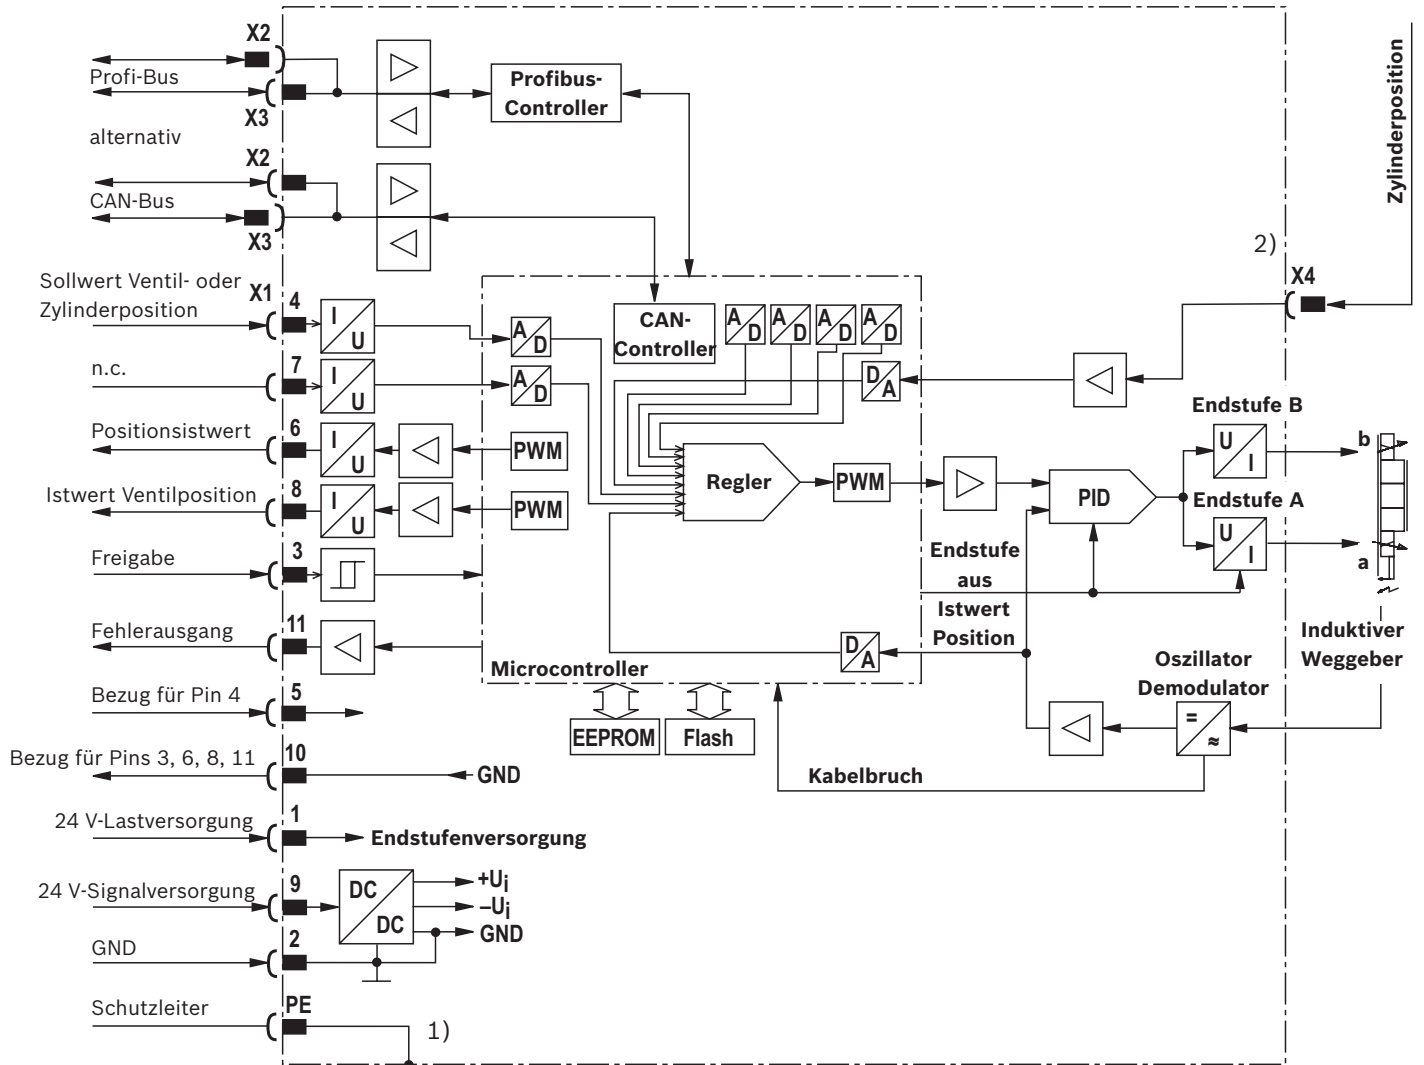 X2
Profi-Bus
X3
alternativ
X2
CAN-Bus
X3
Profibus-
Controller
Zylinderposition
2)
X4
Sollwert Ventil- oder
Zylinderposition
X1
4
I
U
A
D
CAN-
Controller
A
D
A
D
A
D
A
D
n.c.
7
I
U
A
D
D
A
Positionsistwert
6
I
U
PWM
Istwert Ventilposition
8
I
U
PWM
Regler
PWM
PID
Endstufe B
U
I
b
Endstufe A
U
I
a
Freigabe
3
Endstufe
aus
Istwert
Position
Fehlerausgang
11
D
A
Microcontroller
Induktiver
Weggeber
Oszillator
Demodulator
=
≈
Bezug für Pin 4
5
EEPROM
Flash
Bezug für Pins 3, 6, 8, 11
10
GND
Kabelbruch
24 V-Lastversorgung
1
Endstufenversorgung
24 V-Signalversorgung
9
DC
DC
+Ui
–Ui
GND
GND
2
Schutzleiter
PE
1)